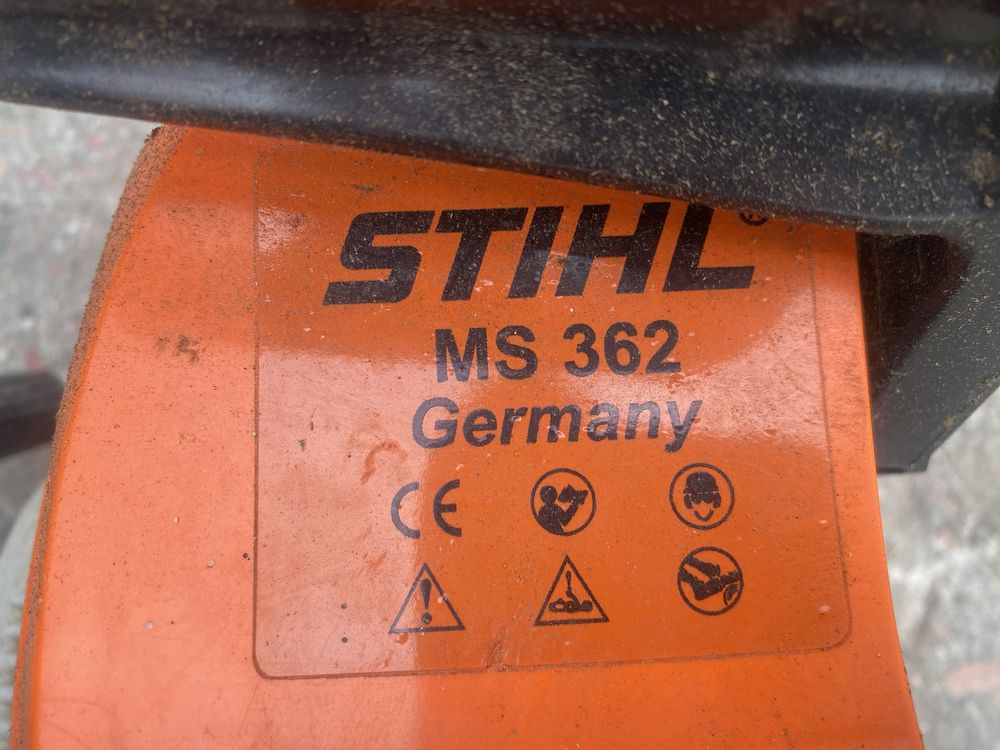 STIHL®
MS 362
Germany
CE